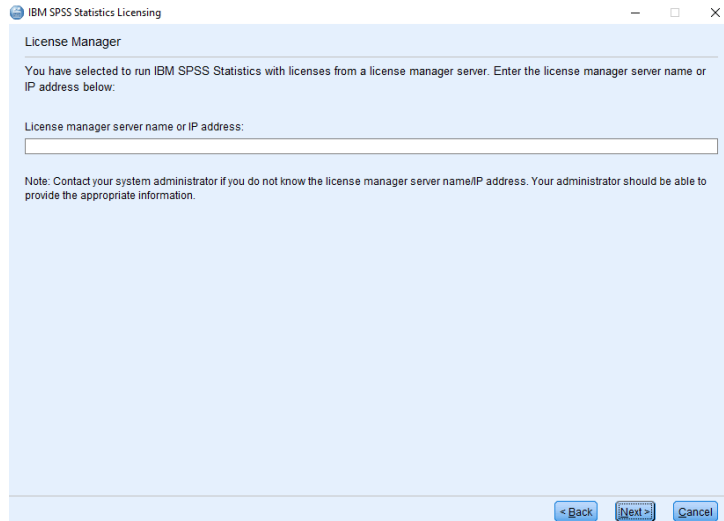 IBM SPSS Statistics Licensing
License Manager
You have selected to run IBM SPSS Statistics with licenses from a license manager server. Enter the license manager server name or
IP address below:
License manager server name or IP address:
Note: Contact your system administrator if you do not know the license manager server name/IP address. Your administrator should be able to
provide the appropriate information.
< Back Next > Cancel